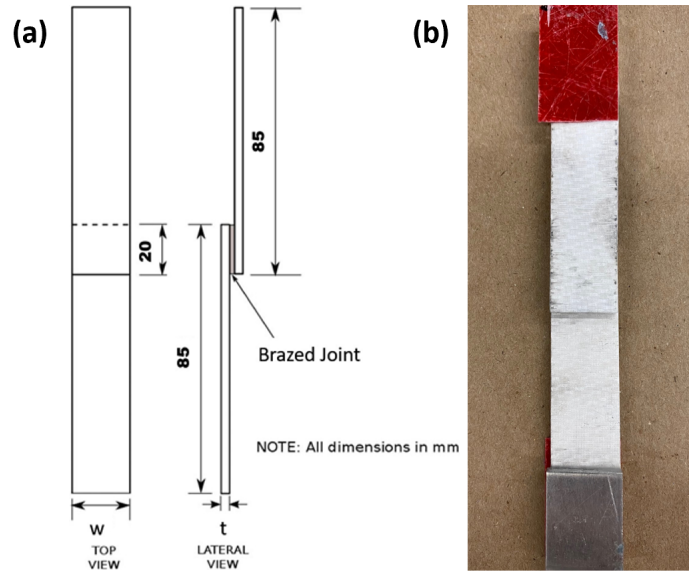 (a)
(b)
85
20
85
Brazed Joint
NOTE: All dimensions in mm
w
t
TOP
VIEW
LATERAL
VIEW